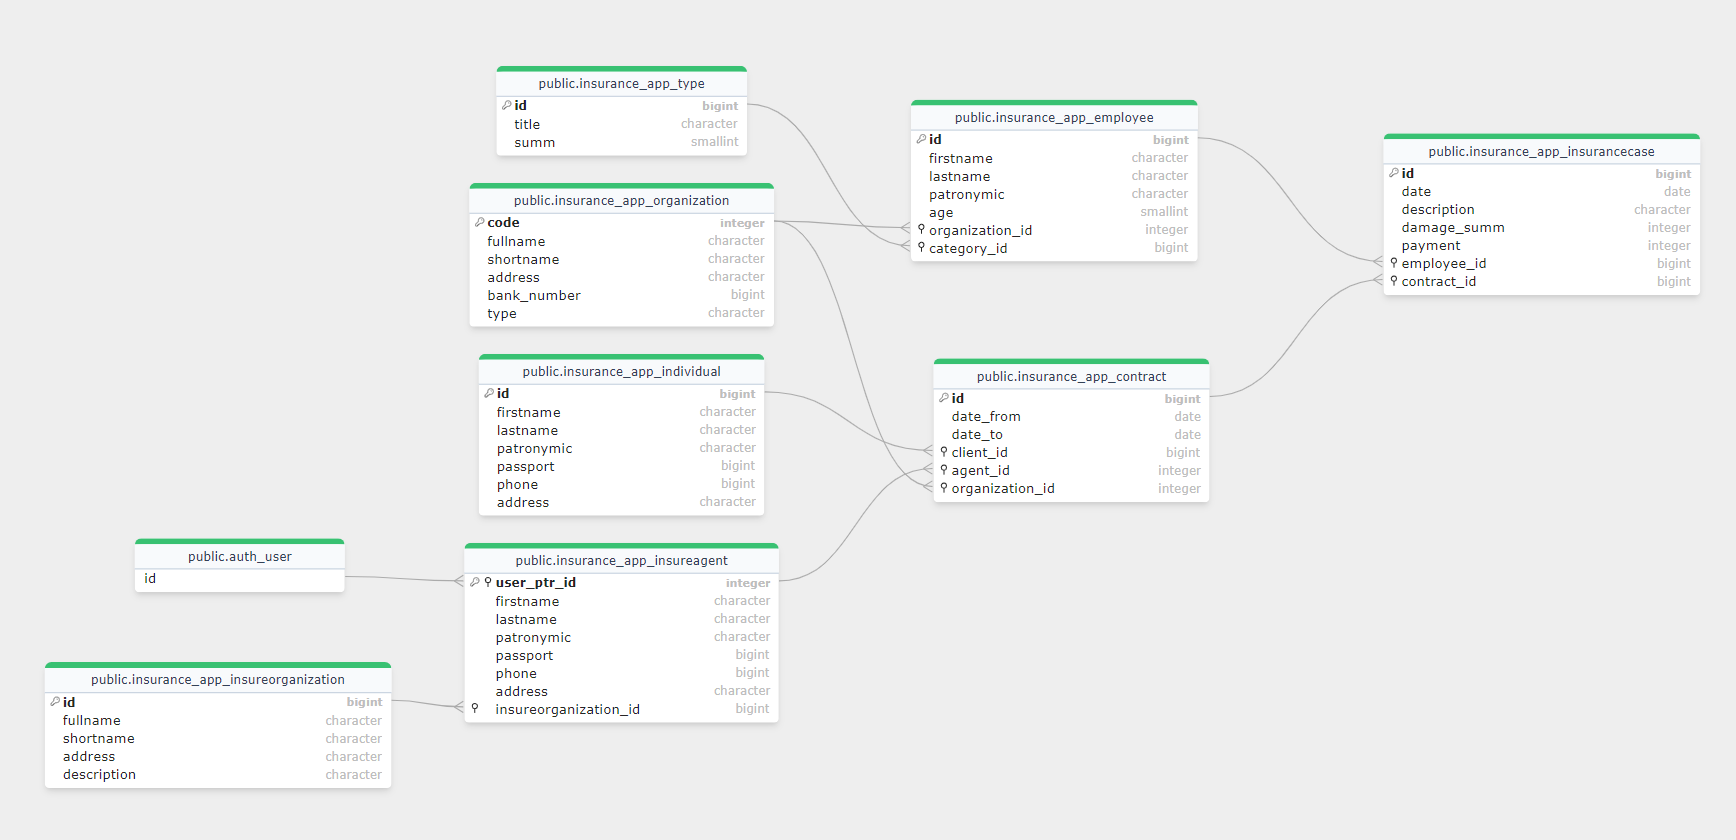 public.insurance_app_type
id bigint
title character
summ smallint
public.insurance_app_organization
code integer
fullname character
shortname character
address character
bank_number bigint
type character
public.insurance_app_individual
id bigint
firstname character
lastname character
patronymic character
passport bigint
phone bigint
address character
public.auth_user
id
public.insurance_app_insureagent
user_ptr_id integer
firstname character
lastname character
patronymic character
passport bigint
phone bigint
address character
insureorganization_id bigint
public.insurance_app_insureorganization
id bigint
fullname character
shortname character
address character
description character
public.insurance_app_employee
id bigint
firstname character
lastname character
patronymic character
age smallint
organization_id integer
category_id bigint
public.insurance_app_contract
id bigint
date_from date
date_to date
client_id bigint
agent_id integer
organization_id integer
public.insurance_app_insurancecase
id bigint
date date
description character
damage_summ integer
payment integer
employee_id bigint
contract_id bigint